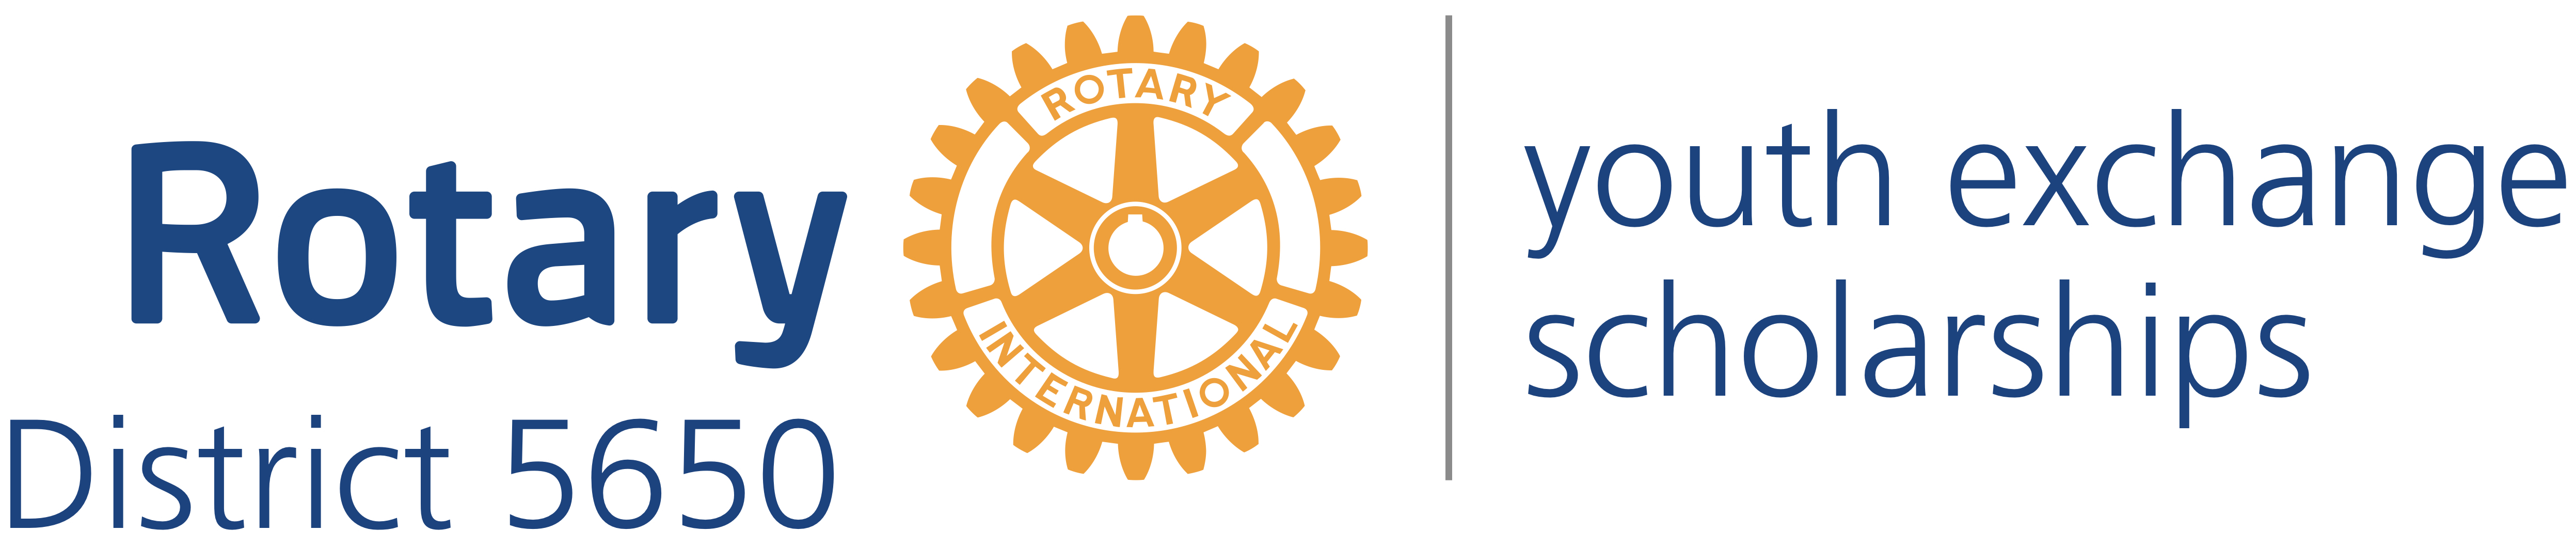 Rotary
District 5650
ROTARY
INTERNATIONAL
youth exchange
scholarships